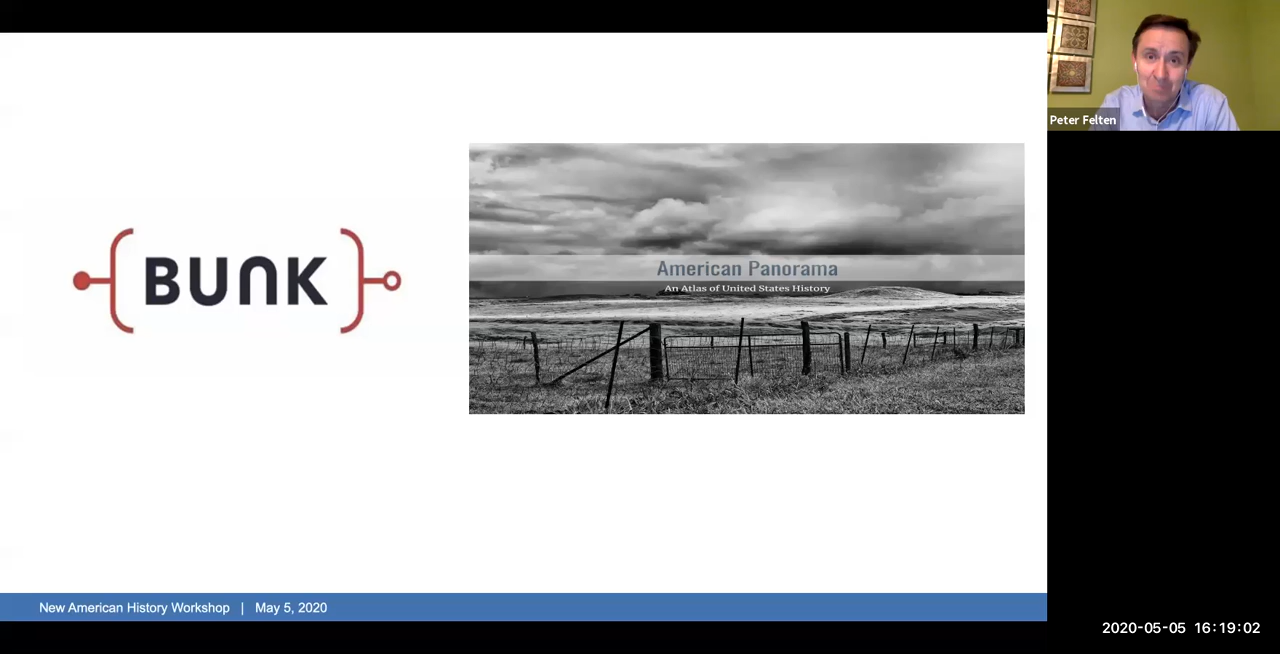 Peter Felten
BUNK
American Panorama
An Atlas of United States History
New American History Workshop | May 5, 2020
2020-05-05 16:19:02